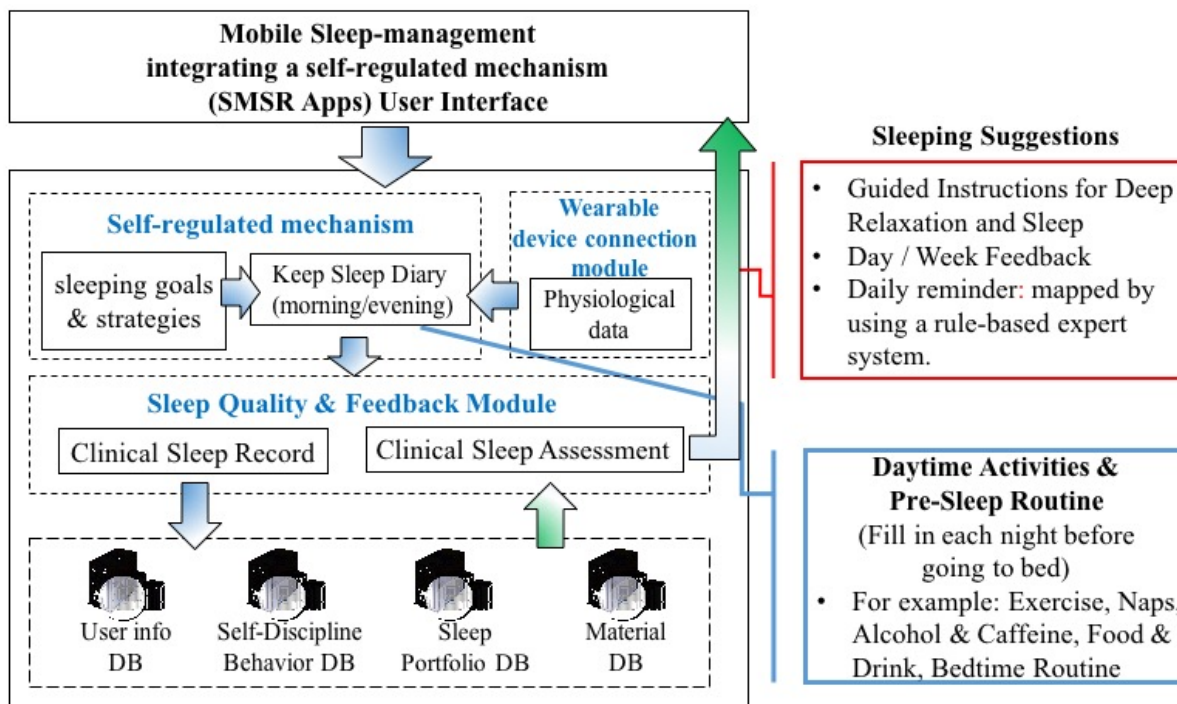 Mobile Sleep-management
integrating a self-regulated mechanism
(SMSR Apps) User Interface
Self-regulated mechanism
sleeping goals
& strategies
Keep Sleep Diary
(morning/evening)
Wearable
device connection
module
Physiological
data
Sleep Quality & Feedback Module
Clinical Sleep Record
Clinical Sleep Assessment
User info
DB
Self-Discipline
Behavior DB
Sleep
Portfolio DB
Material
DB
Sleeping Suggestions
• Guided Instructions for Deep
Relaxation and Sleep
• Day / Week Feedback
• Daily reminder: mapped by
using a rule-based expert
system.
Daytime Activities &
Pre-Sleep Routine
(Fill in each night before
going to bed)
• For example: Exercise, Naps,
Alcohol & Caffeine, Food &
Drink, Bedtime Routine